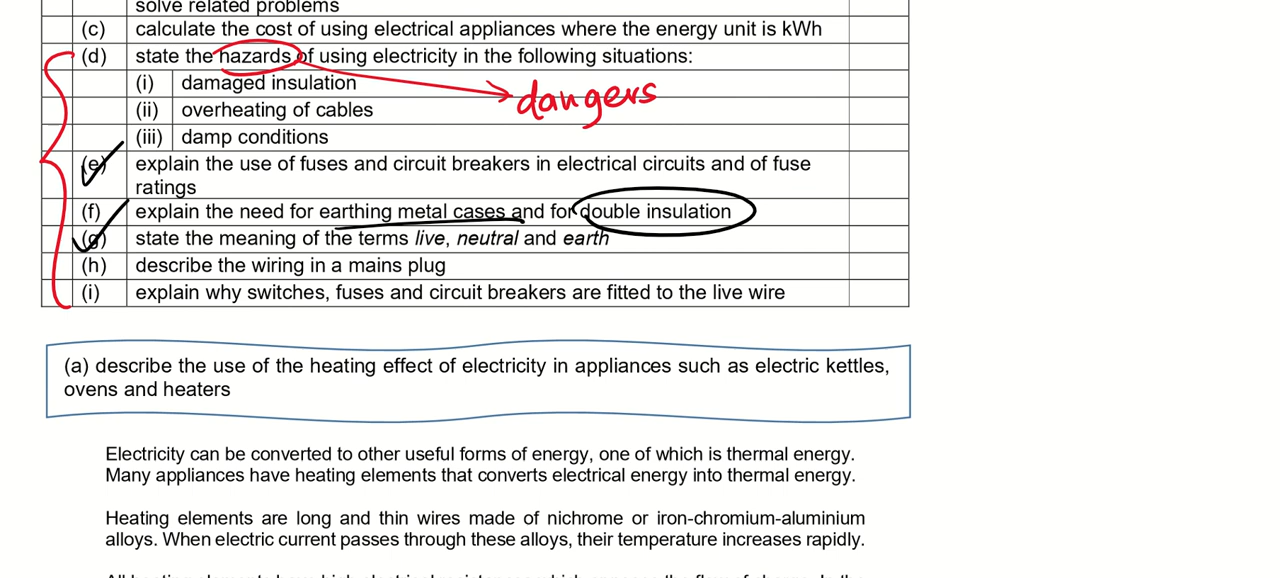 solve related problems
(c) calculate the cost of using electrical appliances where the energy unit is kWh
(d) state the hazards of using electricity in the following situations:
(i) damaged insulation
dangers
(ii) overheating of cables
(iii) damp conditions
(e) explain the use of fuses and circuit breakers in electrical circuits and of fuse
ratings
(f) explain the need for earthing metal cases and for double insulation
(g) state the meaning of the terms live, neutral and earth
(h) describe the wiring in a mains plug
(i) explain why switches, fuses and circuit breakers are fitted to the live wire
(a) describe the use of the heating effect of electricity in appliances such as electric kettles,
ovens and heaters
Electricity can be converted to other useful forms of energy, one of which is thermal energy.
Many appliances have heating elements that converts electrical energy into thermal energy.
Heating elements are long and thin wires made of nichrome or iron-chromium-aluminium
alloys. When electric current passes through these alloys, their temperature increases rapidly.